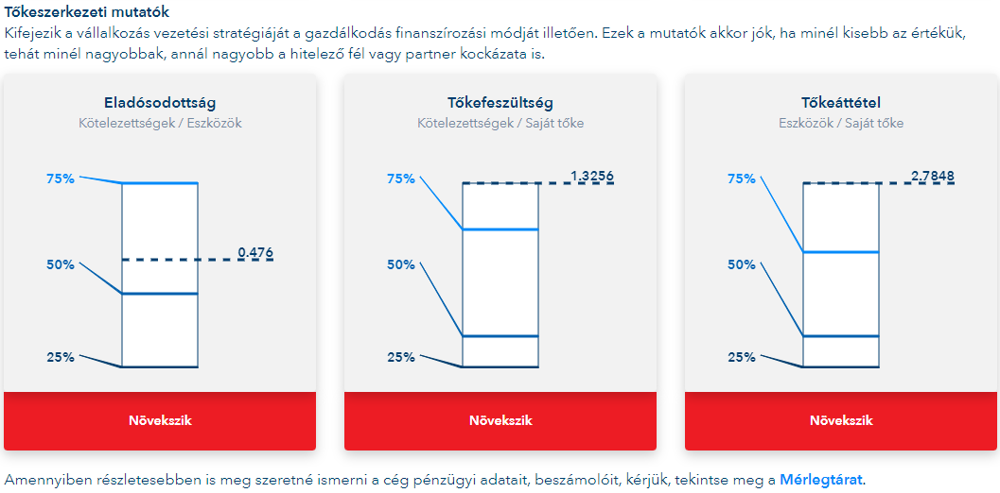 Tőkeszerkezeti mutatók
Kifejezik a vállalkozás vezetési stratégiáját a gazdálkodás finanszírozási módját illetően. Ezek a mutatók akkor jók, ha minél kisebb az értékük,
tehát minél nagyobbak, annál nagyobb a hitelező fél vagy partner kockázata is.
Eladósodottság
Kötelezettségek / Eszközök
75%
50%
25%
0.476
Növekszik
Tőkefeszültség
Kötelezettségek / Saját tőke
75%
50%
25%
1.3256
Növekszik
Tőkeáttétel
Eszközök / Saját tőke
75%
50%
25%
2.7848
Növekszik
Amennyiben részletesebben is meg szeretné ismerni a cég pénzügyi adatait, beszámolóit, kérjük, tekintse meg a Mérlegtárat.